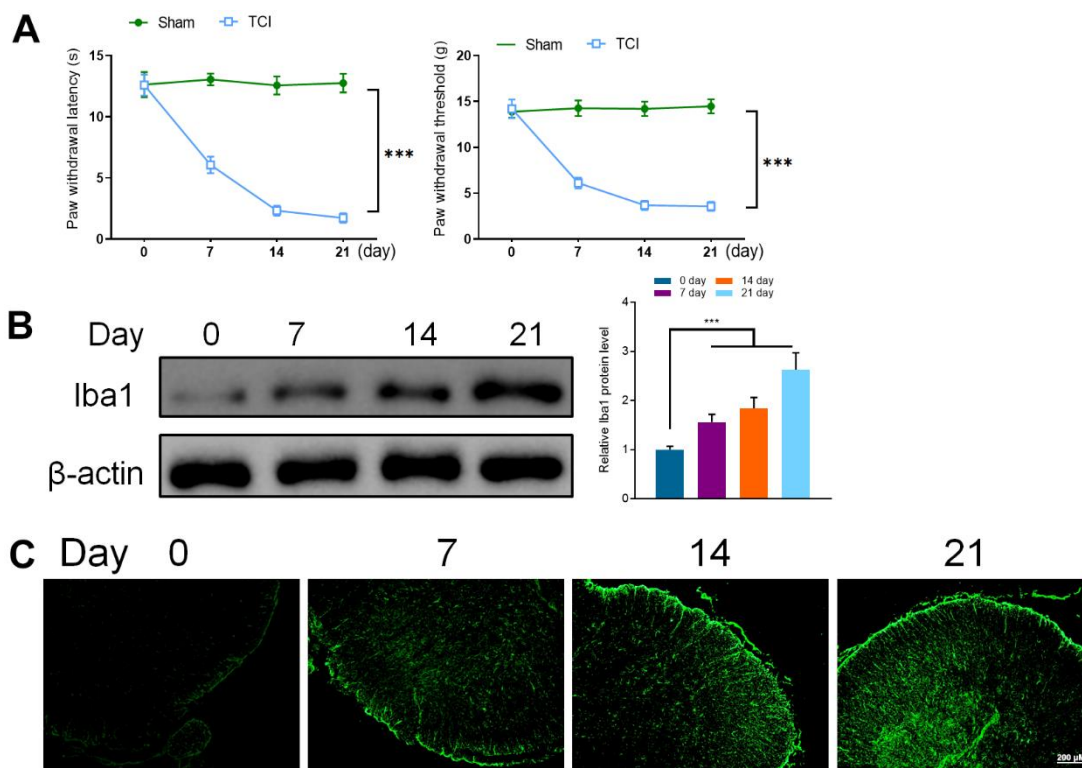 A
Sham TCI
Paw withdrawal latency (s)
15
10
5
0
0 7 14 21 (day)
***
Sham TCI
Paw withdrawal threshold (g)
20
15
10
5
0
0 7 14 21 (day)
***
B
Day 0 7 14 21
Iba1
β-actin
0 day 14 day
7 day 21 day
Relative Iba1 protein level
4
3
2
1
0
***
C Day 0 7 14 21
200 μM